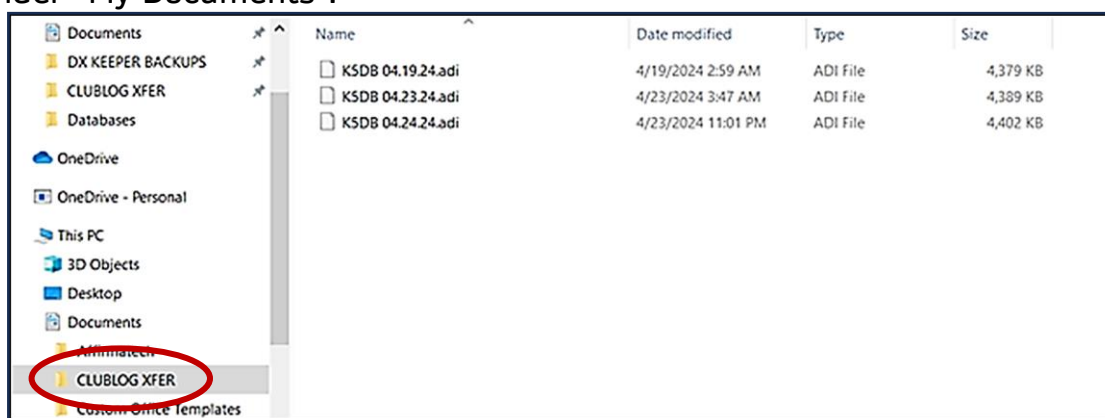 "My Documents".
Documents
DX KEEPER BACKUPS
CLUBLOG XFER
Databases
OneDrive
OneDrive - Personal
This PC
3D Objects
Desktop
Documents
Affirmatech
CLUBLOG XFER
Custom Office Templates
Name Date modified Type Size
K5DB 04.19.24.adi 4/19/2024 2:59 AM ADI File 4,379 KB
K5DB 04.23.24.adi 4/23/2024 3:47 AM ADI File 4,389 KB
K5DB 04.24.24.adi 4/23/2024 11:01 PM ADI File 4,402 KB